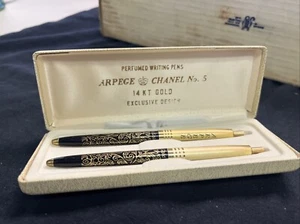 PERFUMED WRITING PENS
ARPEGE CHANEL No. 5
14 KT GOLD
EXCLUSIVE DESIGN